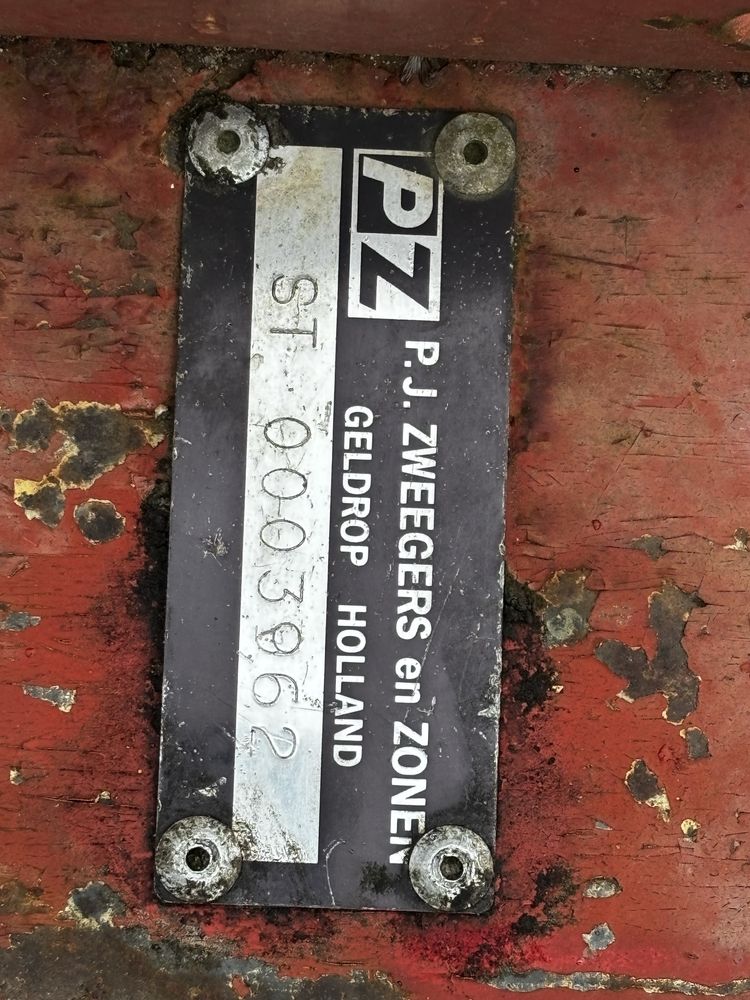 PZ P.J. ZWEEGERS en ZONEN
GELDROP HOLLAND
ST 0003962